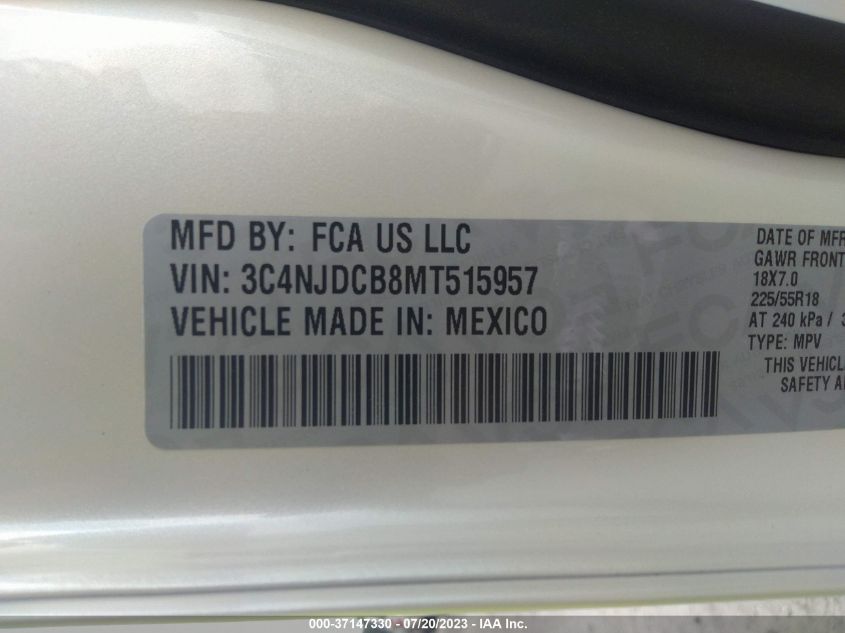 MFD BY: FCA US LLC
VIN: 3C4NJDCB8MT515957
VEHICLE MADE IN: MEXICO
DATE OF MFR
GAWR FRONT
18X7.0
225/55R18
AT 240 kPa / 3
TYPE: MPV
THIS VEHICL
SAFETY A
000-37147330 - 07/20/2023 - IAA Inc.